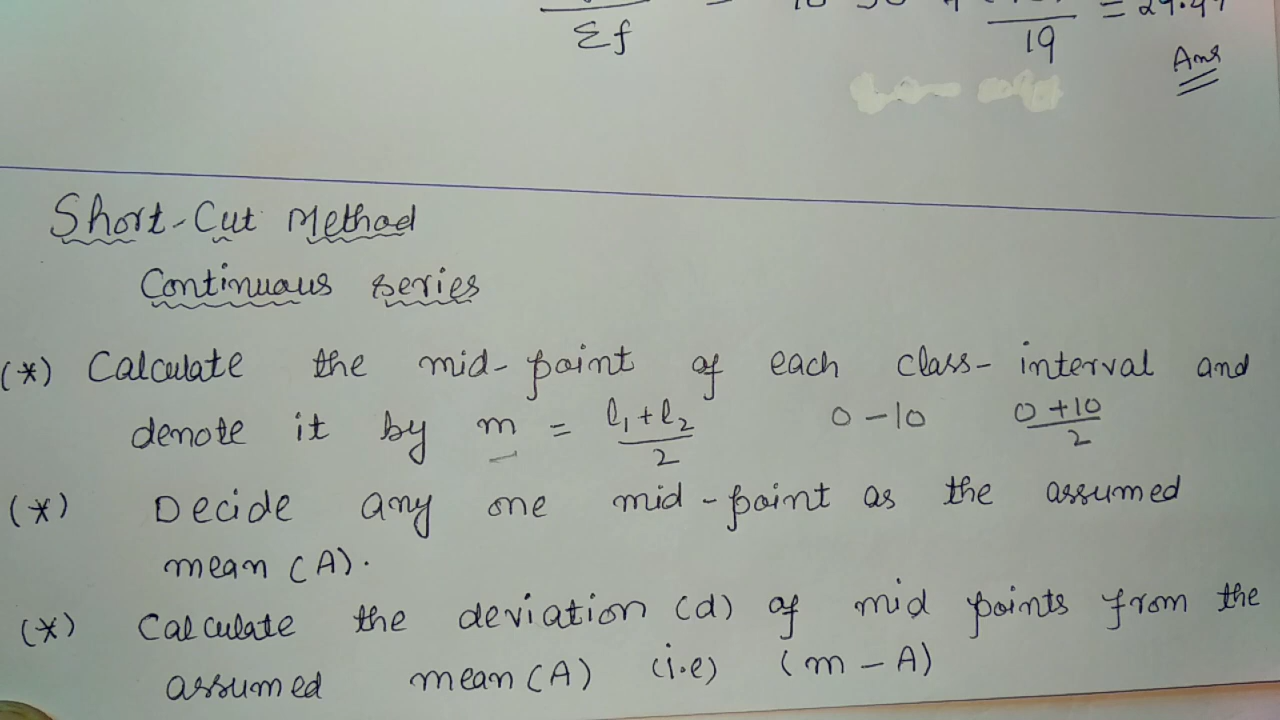 Σf
19
Ans
Short-Cut Method
Continuous series
(*) Calculate the mid-point of each class-interval and
denote it by m = l₁+l₂/2 0-10 0+10/2
(*) Decide any one mid-point as the assumed
mean (A).
(*) Calculate the deviation (d) of mid points from the
assumed mean (A) (i.e) (m - A)